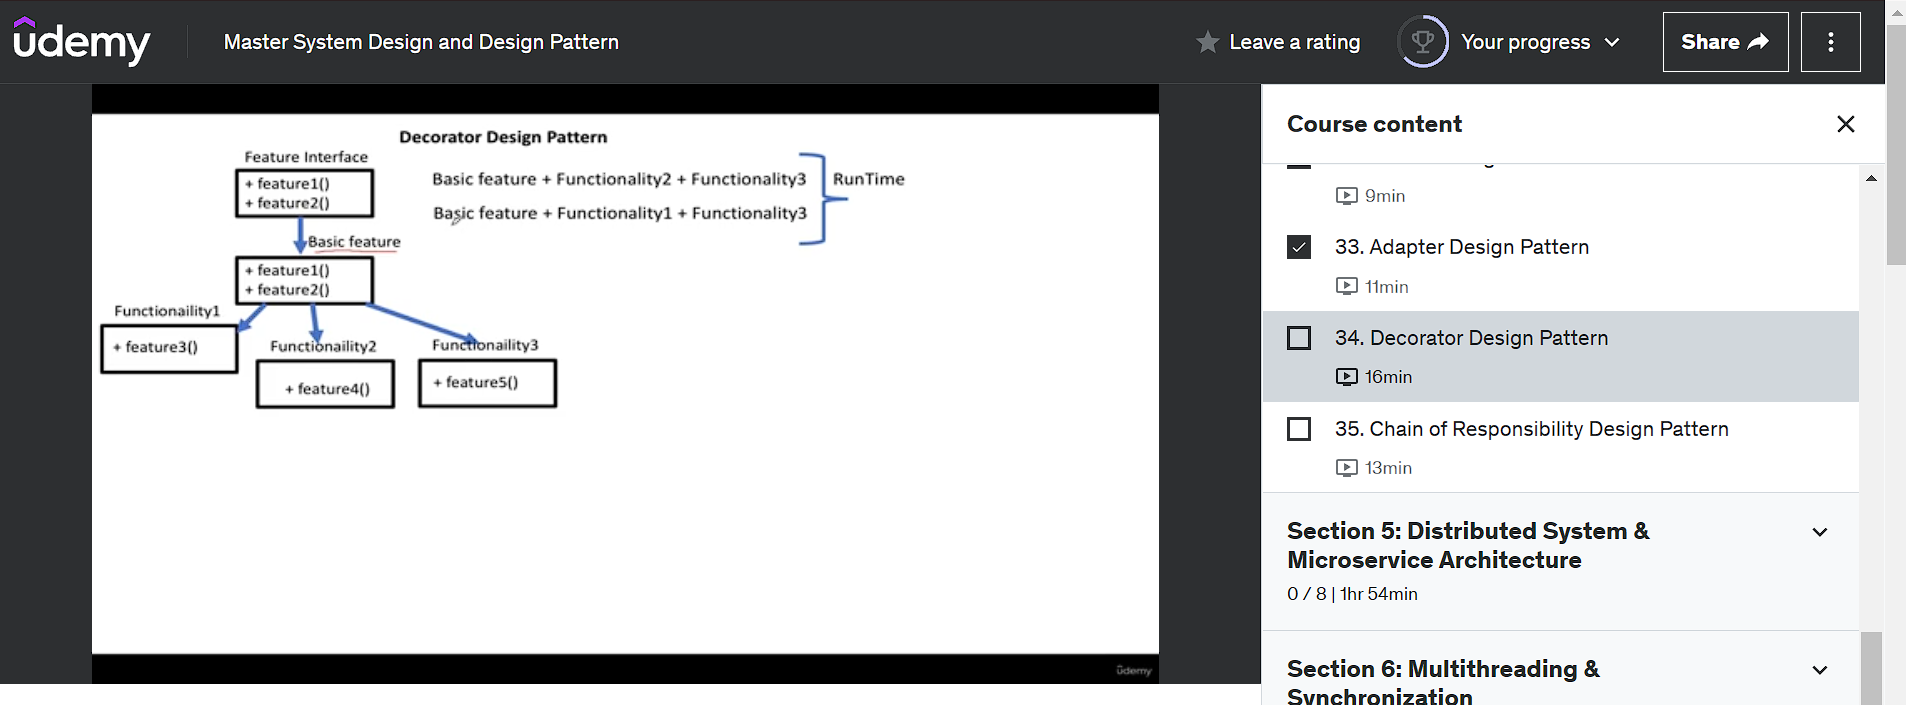 udemy
Master System Design and Design Pattern
Leave a rating
Your progress
Share
Decorator Design Pattern
Feature Interface
+ feature1()
+ feature2()
Basic feature + Functionality2 + Functionality3
RunTime
Basic feature + Functionality1 + Functionality3
Basic feature
+ feature1()
+ feature2()
Functionaility1
+ feature3()
Functionaility2
+ feature4()
Functionaility3
+ feature5()
udemy
Course content
9min
33. Adapter Design Pattern
11min
34. Decorator Design Pattern
16min
35. Chain of Responsibility Design Pattern
13min
Section 5: Distributed System &
Microservice Architecture
0 / 8 | 1hr 54min
Section 6: Multithreading &
Synchronization